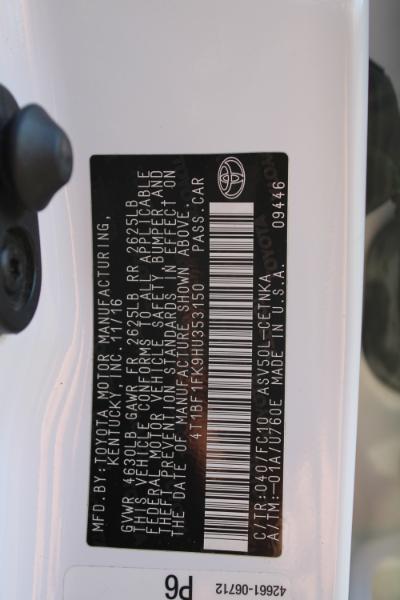 MFD.BY:TOYOTA MOTOR MANUFACTURING,
KENTUCKY, INC. 11/16
GVWR 4630LB GAWR FR 2625LB RR 2625LB
THIS VEHICLE CONFORMS TO ALL APPLICABLE
FEDERAL MOTOR VEHICLE SAFETY, BUMPER AND
THEFT PREVENTION STANDARDS IN EFFECT ON
THE DATE OF MANUFACTURE SHOWN ABOVE.
4T1BF1FK9HU353150 PASS.CAR
C/TR:040/FC10 ASV50L-CETNKA
A/TM:-01A/U760E MADE IN U.S.A. 09446
42661-06712
P6